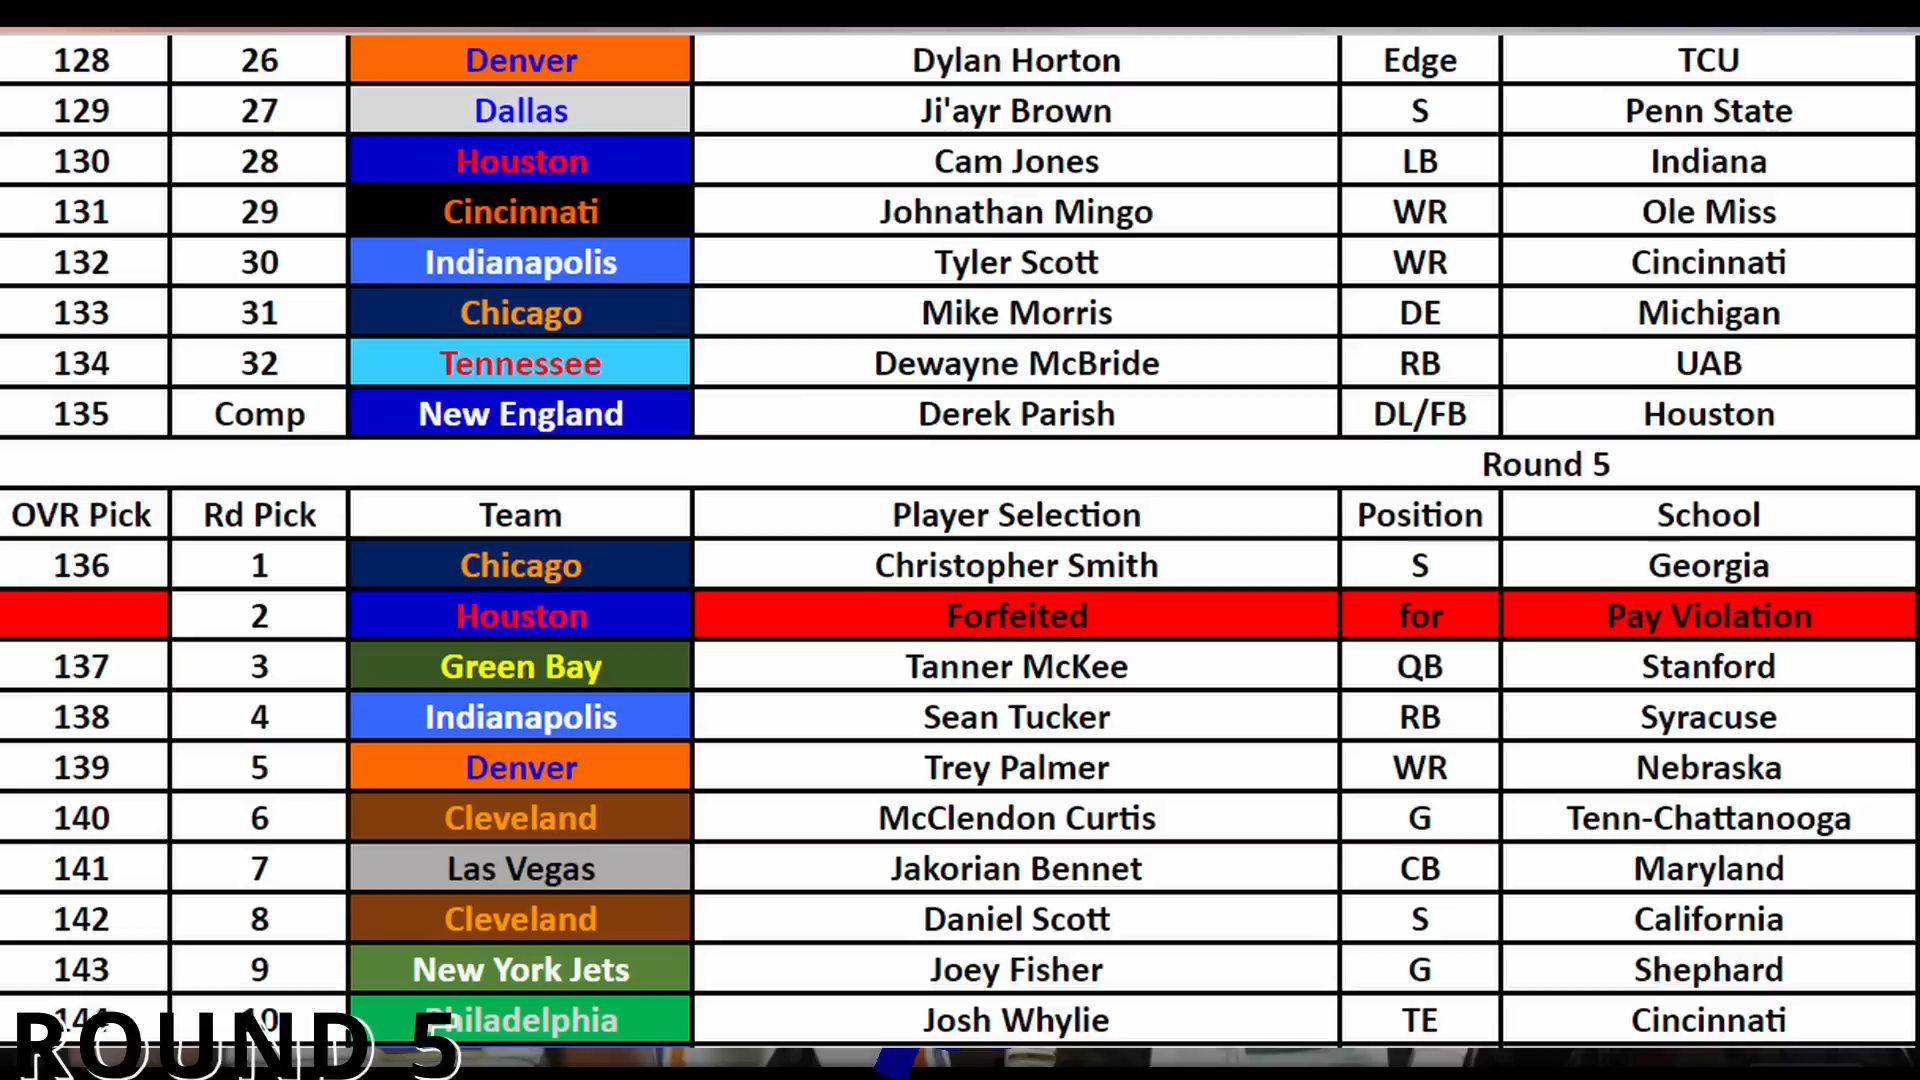 128 26 Denver Dylan Horton Edge TCU
129 27 Dallas Ji'ayr Brown S Penn State
130 28 Houston Cam Jones LB Indiana
131 29 Cincinnati Johnathan Mingo WR Ole Miss
132 30 Indianapolis Tyler Scott WR Cincinnati
133 31 Chicago Mike Morris DE Michigan
134 32 Tennessee Dewayne McBride RB UAB
135 Comp New England Derek Parish DL/FB Houston
Round 5
OVR Pick Rd Pick Team Player Selection Position School
136 1 Chicago Christopher Smith S Georgia
2 Houston Forfeited for Pay Violation
137 3 Green Bay Tanner McKee QB Stanford
138 4 Indianapolis Sean Tucker RB Syracuse
139 5 Denver Trey Palmer WR Nebraska
140 6 Cleveland McClendon Curtis G Tenn-Chattanooga
141 7 Las Vegas Jakorian Bennet CB Maryland
142 8 Cleveland Daniel Scott S California
143 9 New York Jets Joey Fisher G Shephard
144 10 Philadelphia Josh Whylie TE Cincinnati
ROUND 5